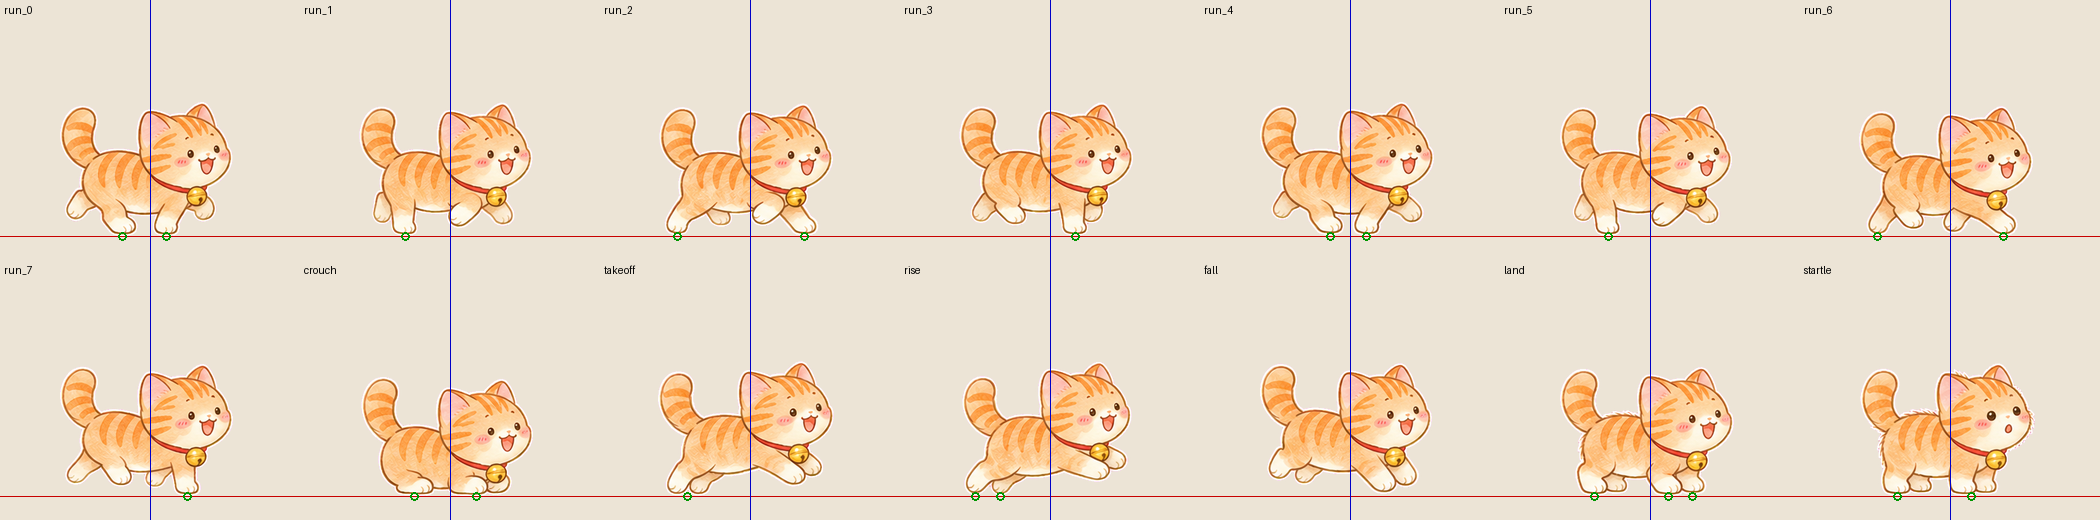 run_0
run_1
run_2
run_3
run_4
run_5
run_6
run_7
crouch
takeoff
rise
fall
land
startle